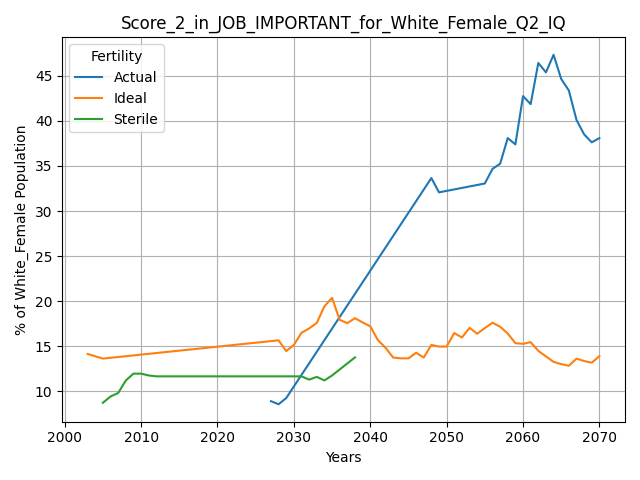 Score_2_in_JOB_IMPORTANT_for_White_Female_Q2_IQ
Fertility
Actual
Ideal
Sterile
% of White_Female Population
45
40
35
30
25
20
15
10
2000 2010 2020 2030 2040 2050 2060 2070
Years